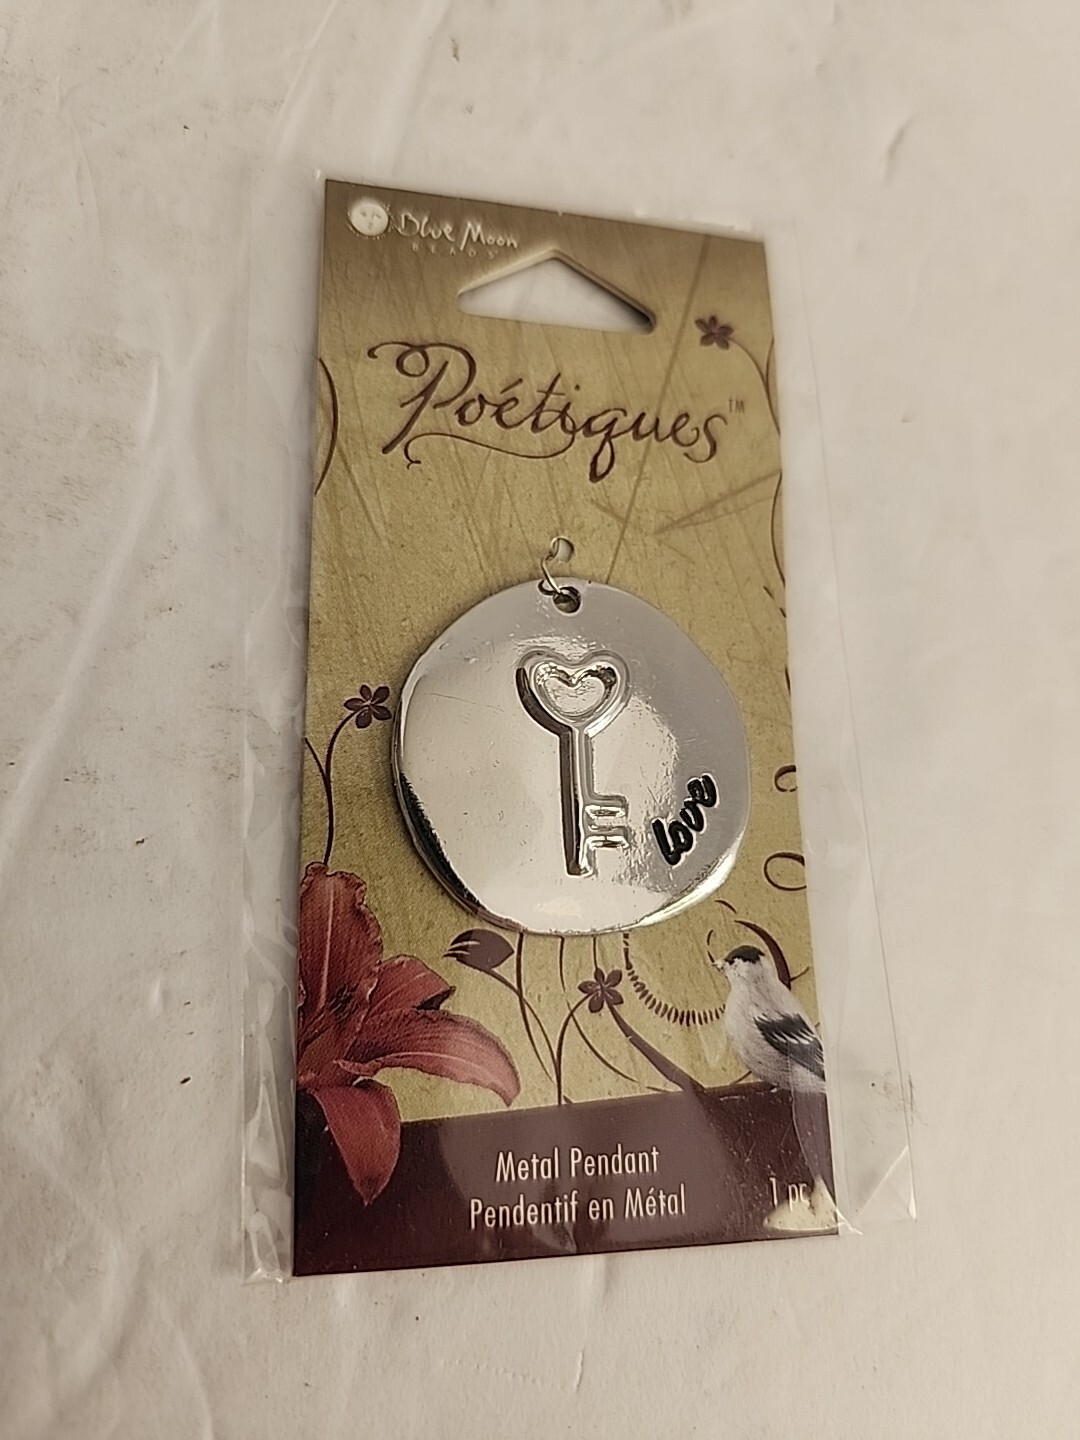 Blue Moon
BEADS
Poétiques™
love
Metal Pendant
Pendentif en Métal
1 pc